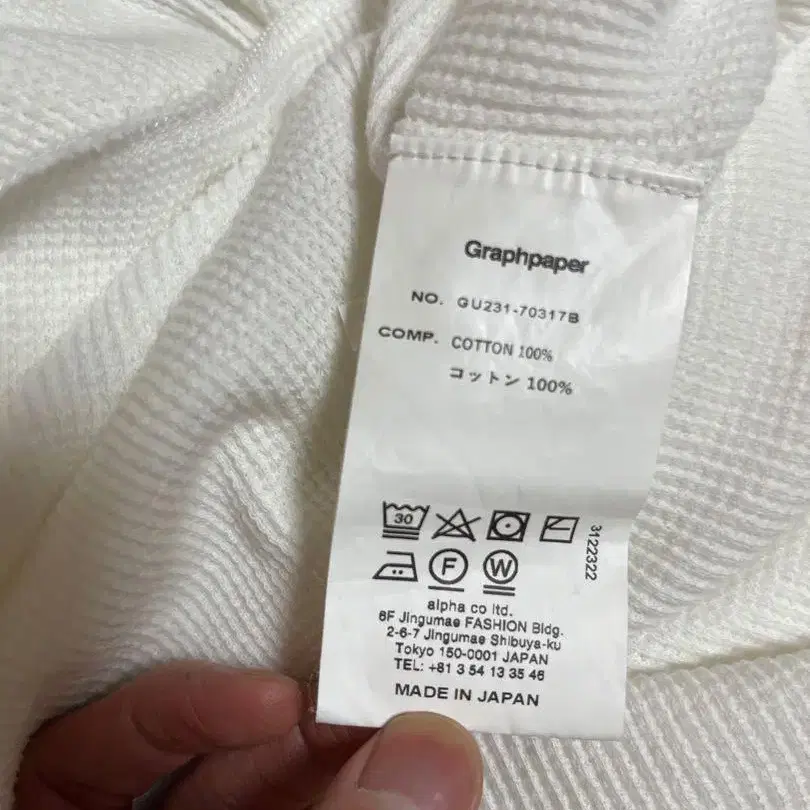 Graphpaper
NO. GU231-70317B
COMP. COTTON 100%
コットン 100%
30
3122322
F W
alpha co ltd.
6F Jingumae FASHION Bldg.
2-6-7 Jingumae Shibuya-ku
Tokyo 150-0001 JAPAN
TEL: +81 3 54 13 35 46
MADE IN JAPAN